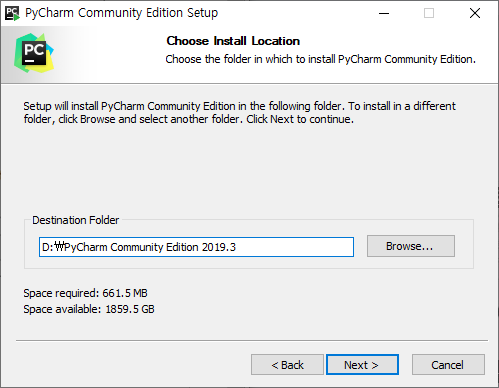 PyCharm Community Edition Setup
PC
Choose Install Location
Choose the folder in which to install PyCharm Community Edition.
Setup will install PyCharm Community Edition in the following folder. To install in a different
folder, click Browse and select another folder. Click Next to continue.
Destination Folder
D:₩PyCharm Community Edition 2019.3
Browse...
Space required: 661.5 MB
Space available: 1859.5 GB
< Back
Next >
Cancel